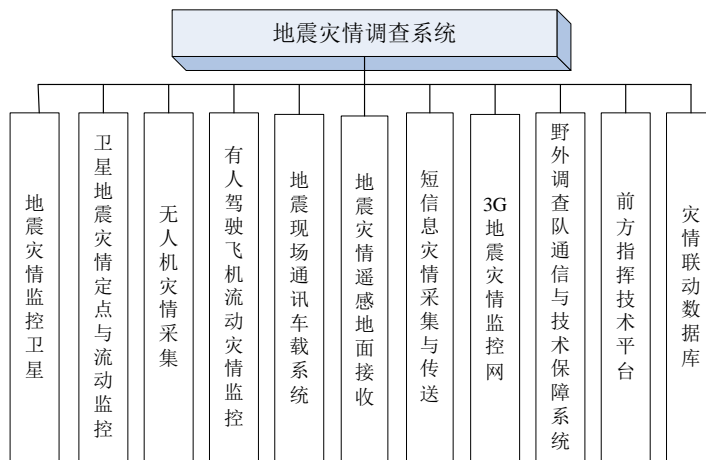 地震灾情调查系统
地震灾情监控卫星
卫星地震灾情定点与流动监控
无人机灾情采集
有人驾驶飞机流动灾情监控
地震现场通讯车载系统
地震灾情遥感地面接收
短信息灾情采集与传送
3G地震灾情监控网
野外调查队通信与技术保障系统
前方指挥技术平台
灾情联动数据库